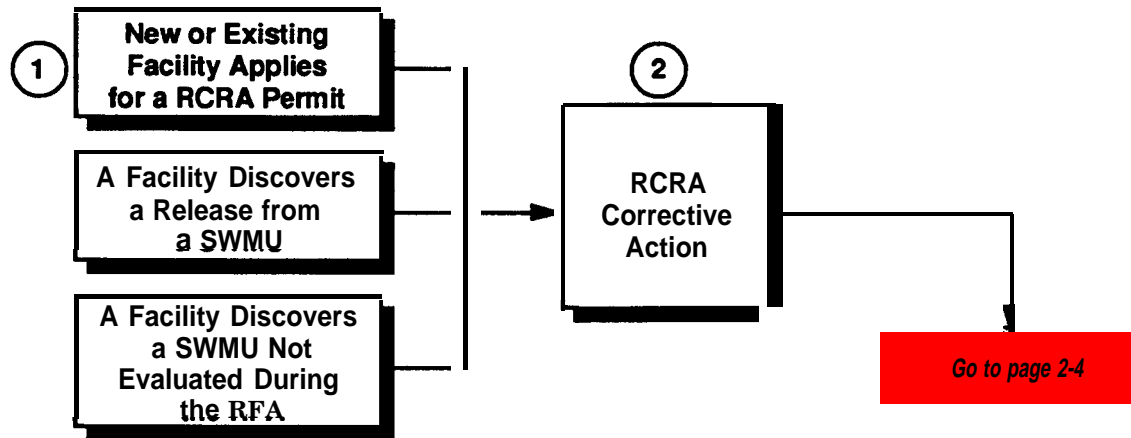 1
New or Existing
Facility Applies
for a RCRA Permit
A Facility Discovers
a Release from
a SWMU
A Facility Discovers
a SWMU Not
Evaluated During
the RFA
2
RCRA
Corrective
Action
Go to page 2-4